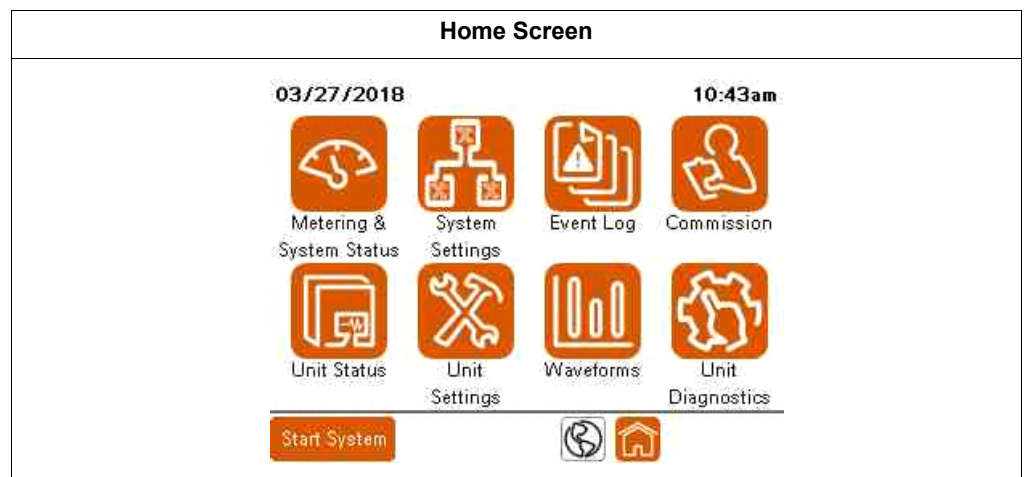 Home Screen
03/27/2018 10:43am
Metering & System Event Log Commission
System Status Settings
Unit Status Unit Waveforms Unit
Settings Diagnostics
Start System